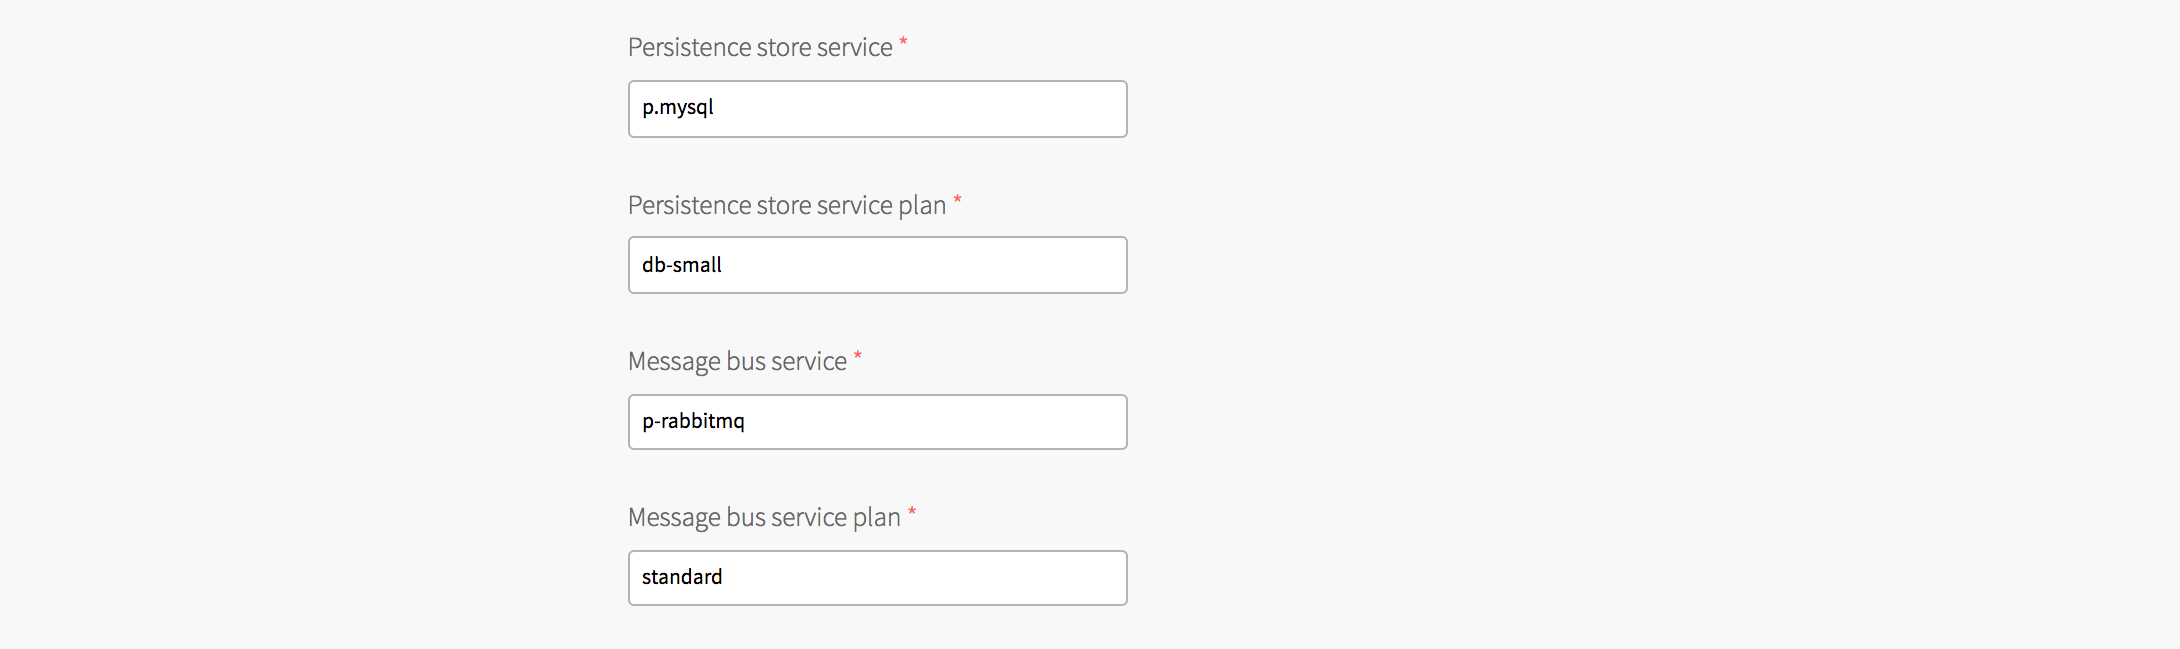 Persistence store service *
p.mysql
Persistence store service plan *
db-small
Message bus service *
p-rabbitmq
Message bus service plan *
standard